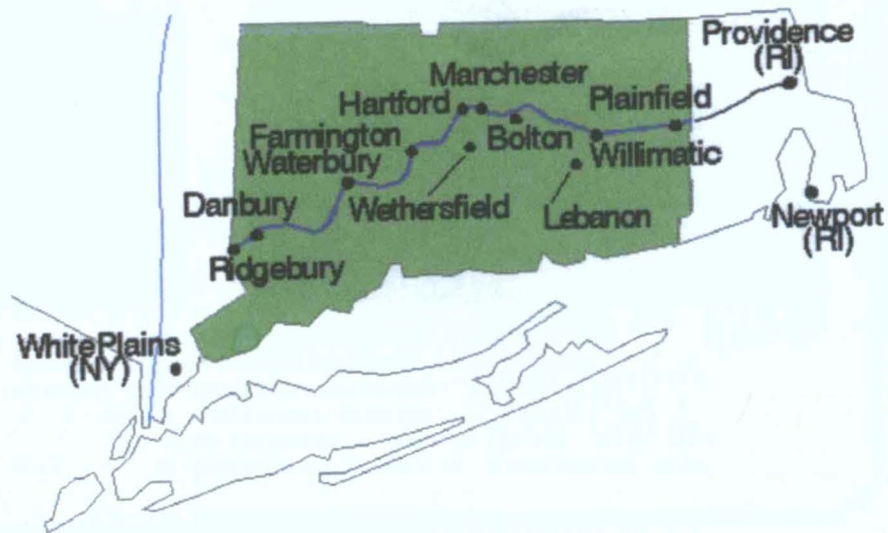 Providence
(RI)
Manchester
Hartford
Plainfield
Farmington
Bolton
Waterbury
Willimatic
Danbury
Wethersfield
Lebanon
Newport
(RI)
Ridgebury
WhitePlains
(NY)